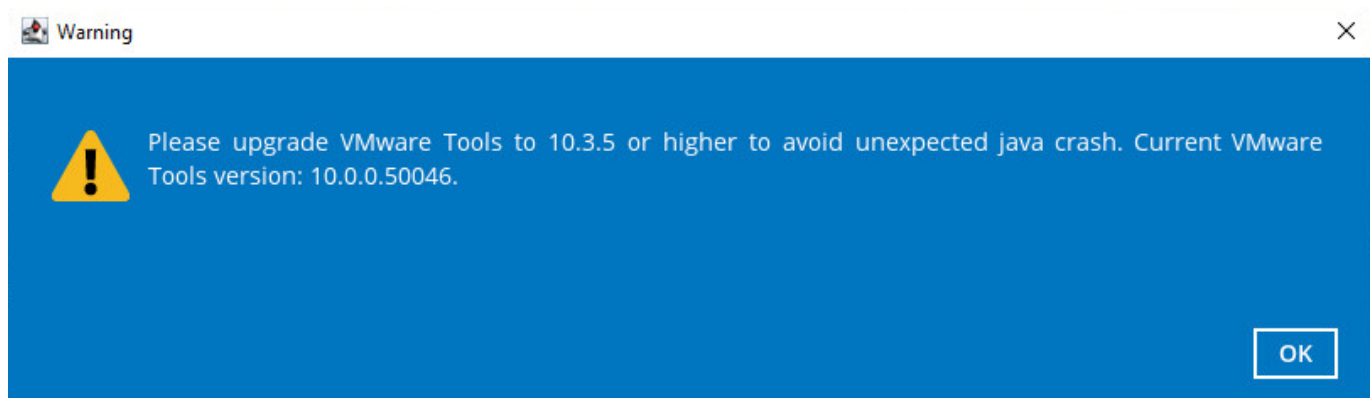 Warning
Please upgrade VMware Tools to 10.3.5 or higher to avoid unexpected java crash. Current VMware
Tools version: 10.0.0.50046.
OK